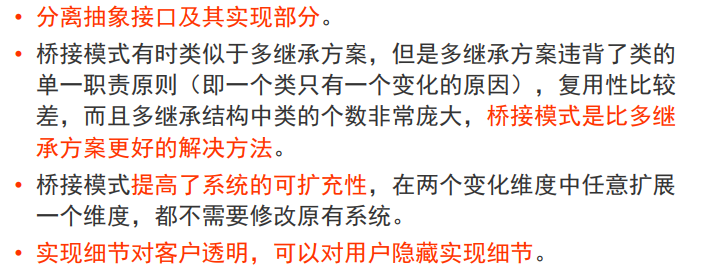 • 分离抽象接口及其实现部分。
• 桥接模式有时类似于多继承方案，但是多继承方案违背了类的
单一职责原则（即一个类只有一个变化的原因），复用性比较
差，而且多继承结构中类的个数非常庞大，桥接模式是比多继
承方案更好的解决方法。
• 桥接模式提高了系统的可扩充性，在两个变化维度中任意扩展
一个维度，都不需要修改原有系统。
• 实现细节对客户透明，可以对用户隐藏实现细节。